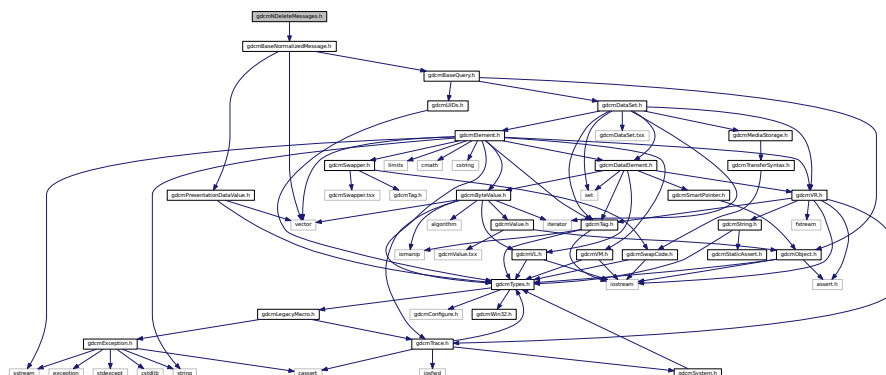 gdcmNDeleteMessages.h
gdcmBaseNormalizedMessage.h
gdcmBaseQuery.h
gdcmUIDs.h
gdcmDataSet.h
gdcmElement.h
gdcmDataSet.txx
gdcmMediaStorage.h
gdcmSwapper.h
limits
cmath
cstring
gdcmDataElement.h
gdcmTransferSyntax.h
gdcmPresentationDataValue.h
gdcmSwapper.txx
gdcmTag.h
gdcmByteValue.h
set
gdcmSmartPointer.h
gdcmVR.h
vector
algorithm
gdcmValue.h
iterator
gdcmTag.h
gdcmString.h
fstream
iomanip
gdcmValue.txx
gdcmVL.h
gdcmVM.h
gdcmSwapCode.h
gdcmStaticAssert.h
gdcmObject.h
gdcmTypes.h
iostream
assert.h
gdcmLegacyMacro.h
gdcmConfigure.h
gdcmWin32.h
gdcmException.h
gdcmTrace.h
sstream
exception
stdexcept
cstdlib
string
cassert
iosfwd
gdcmSystem.h